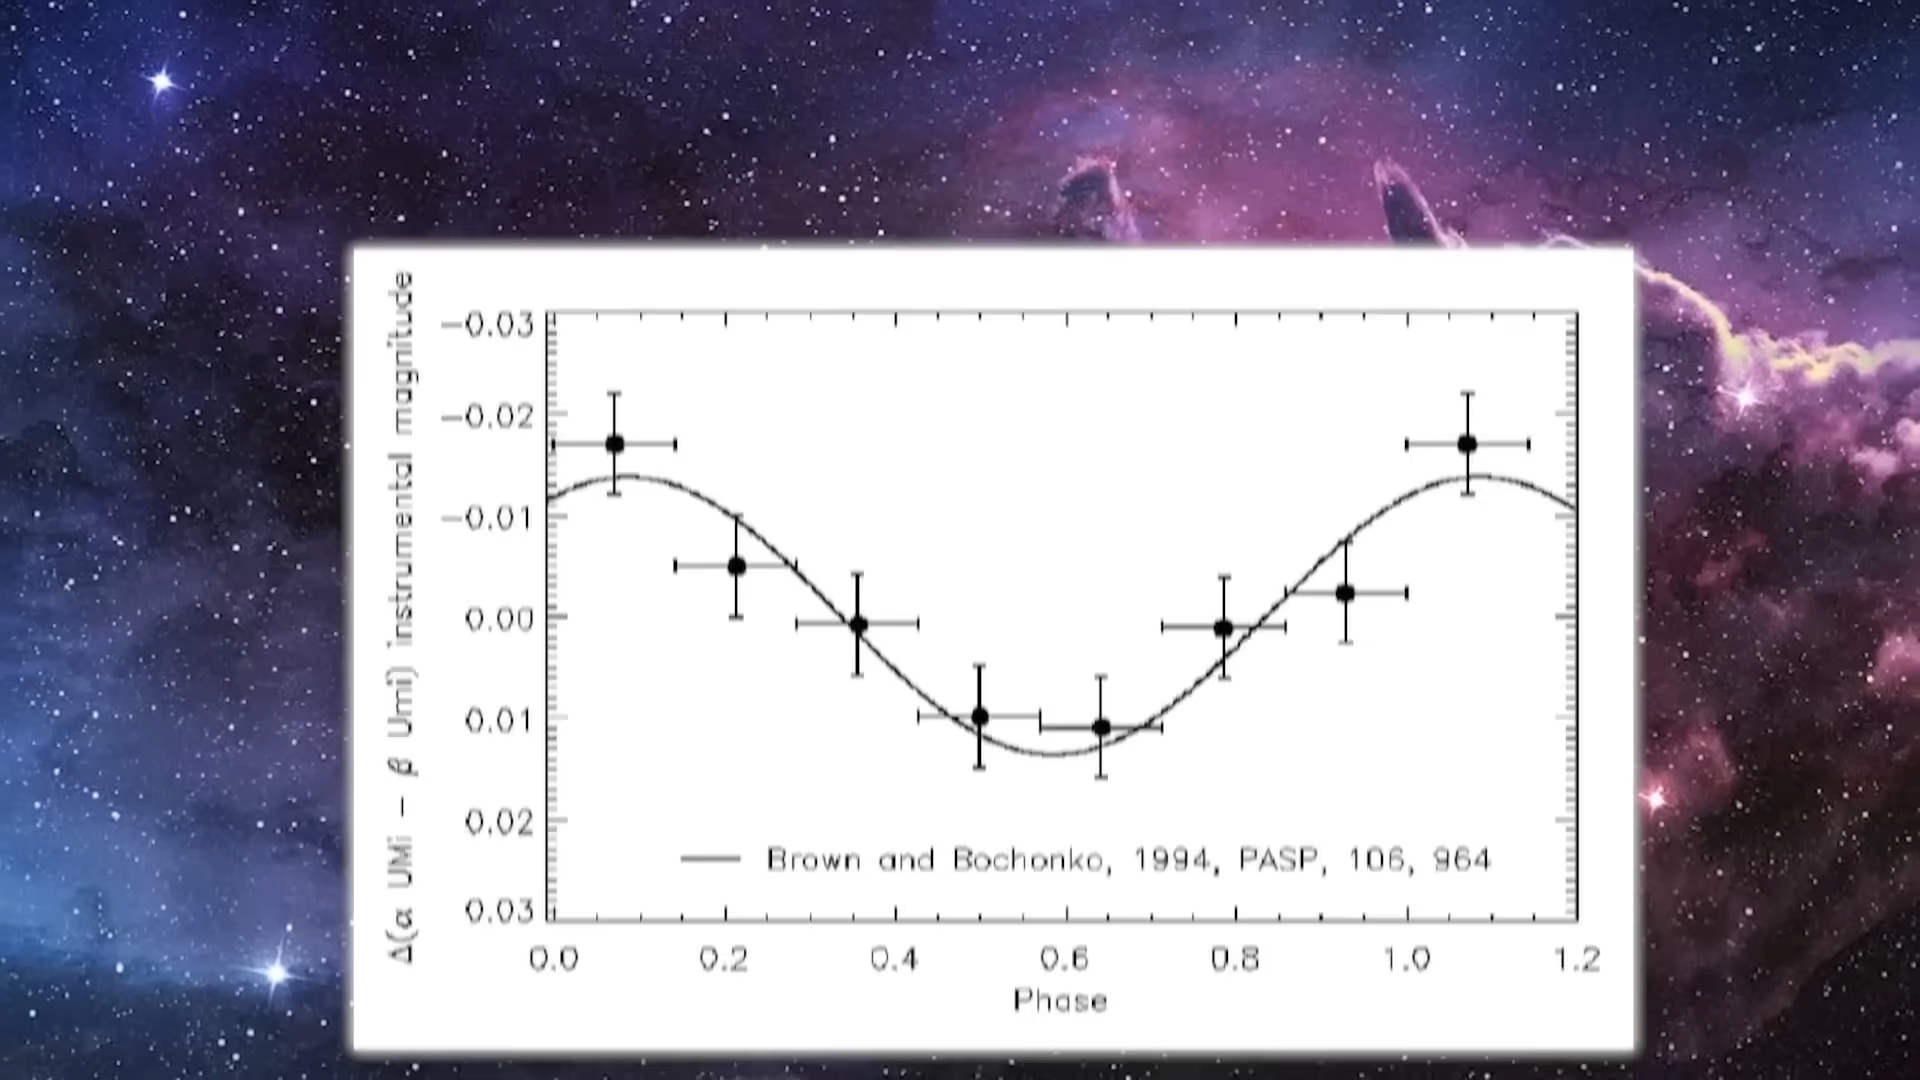 Δ(α UMi − β Umi) instrumental magnitude
−0.03
−0.02
−0.01
0.00
0.01
0.02
0.03
Brown and Bochonko, 1994, PASP, 106, 964
0.0 0.2 0.4 0.6 0.8 1.0 1.2
Phase